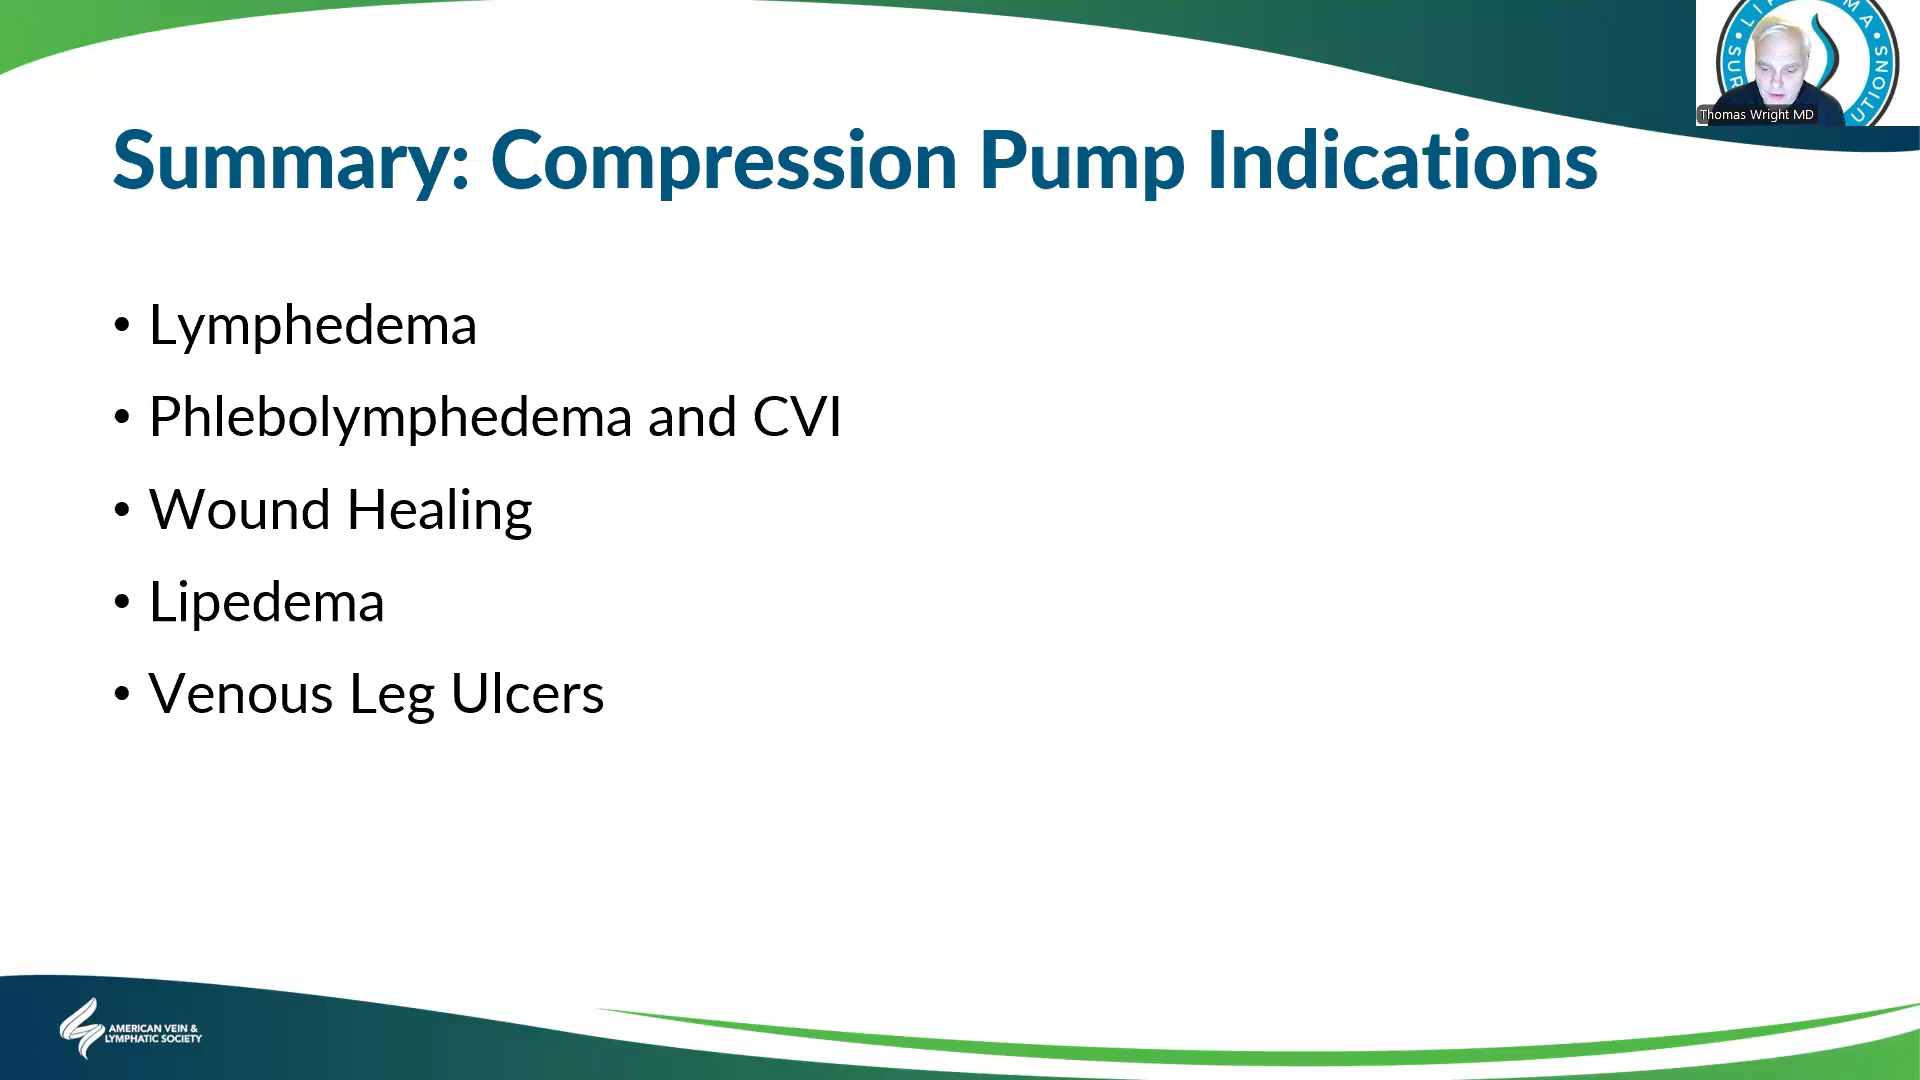 Summary: Compression Pump Indications
Thomas Wright MD
• Lymphedema
• Phlebolymphedema and CVI
• Wound Healing
• Lipedema
• Venous Leg Ulcers
AMERICAN VEIN &
LYMPHATIC SOCIETY